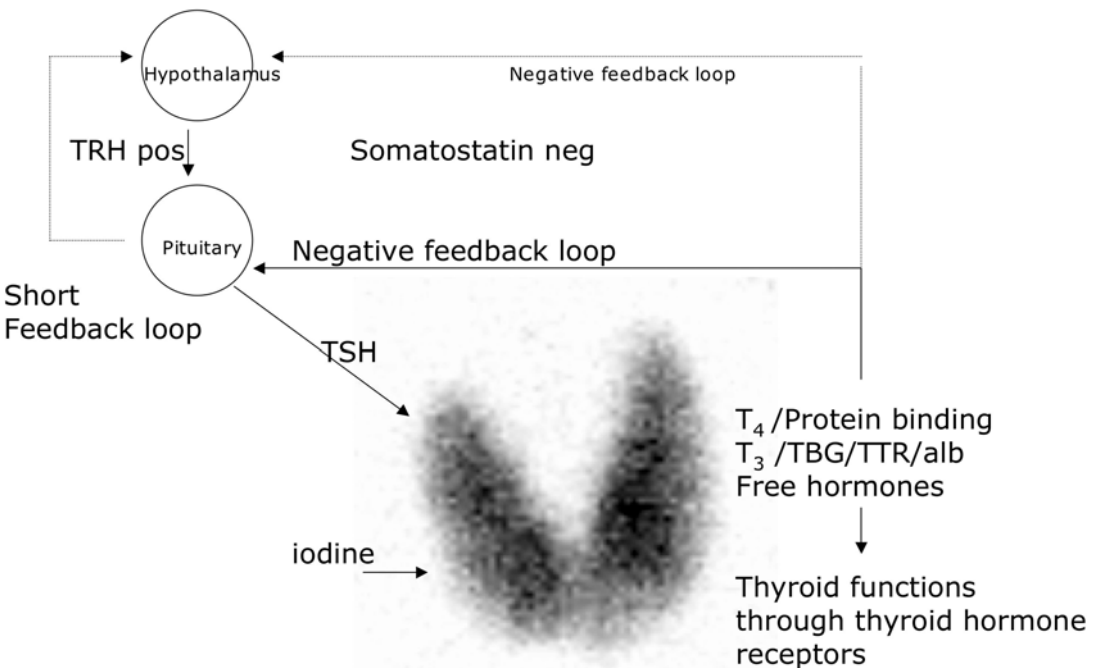 Hypothalamus
Negative feedback loop
TRH pos
Somatostatin neg
Pituitary
Negative feedback loop
Short
Feedback loop
TSH
T₄ /Protein binding
T₃ /TBG/TTR/alb
Free hormones
iodine
Thyroid functions
through thyroid hormone
receptors